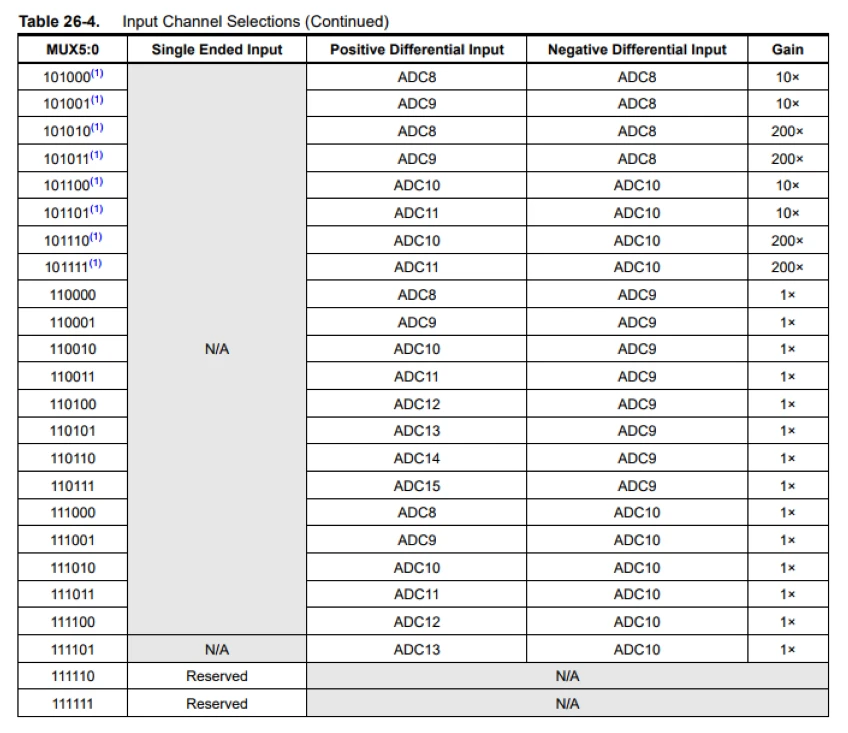 Table 26-4. Input Channel Selections (Continued)
MUX5:0 Single Ended Input Positive Differential Input Negative Differential Input Gain
101000(1) ADC8 ADC8 10×
101001(1) ADC9 ADC8 10×
101010(1) ADC8 ADC8 200×
101011(1) ADC9 ADC8 200×
101100(1) ADC10 ADC10 10×
101101(1) ADC11 ADC10 10×
101110(1) ADC10 ADC10 200×
101111(1) ADC11 ADC10 200×
110000 ADC8 ADC9 1×
110001 ADC9 ADC9 1×
110010 N/A ADC10 ADC9 1×
110011 ADC11 ADC9 1×
110100 ADC12 ADC9 1×
110101 ADC13 ADC9 1×
110110 ADC14 ADC9 1×
110111 ADC15 ADC9 1×
111000 ADC8 ADC10 1×
111001 ADC9 ADC10 1×
111010 ADC10 ADC10 1×
111011 ADC11 ADC10 1×
111100 ADC12 ADC10 1×
111101 N/A ADC13 ADC10 1×
111110 Reserved N/A
111111 Reserved N/A